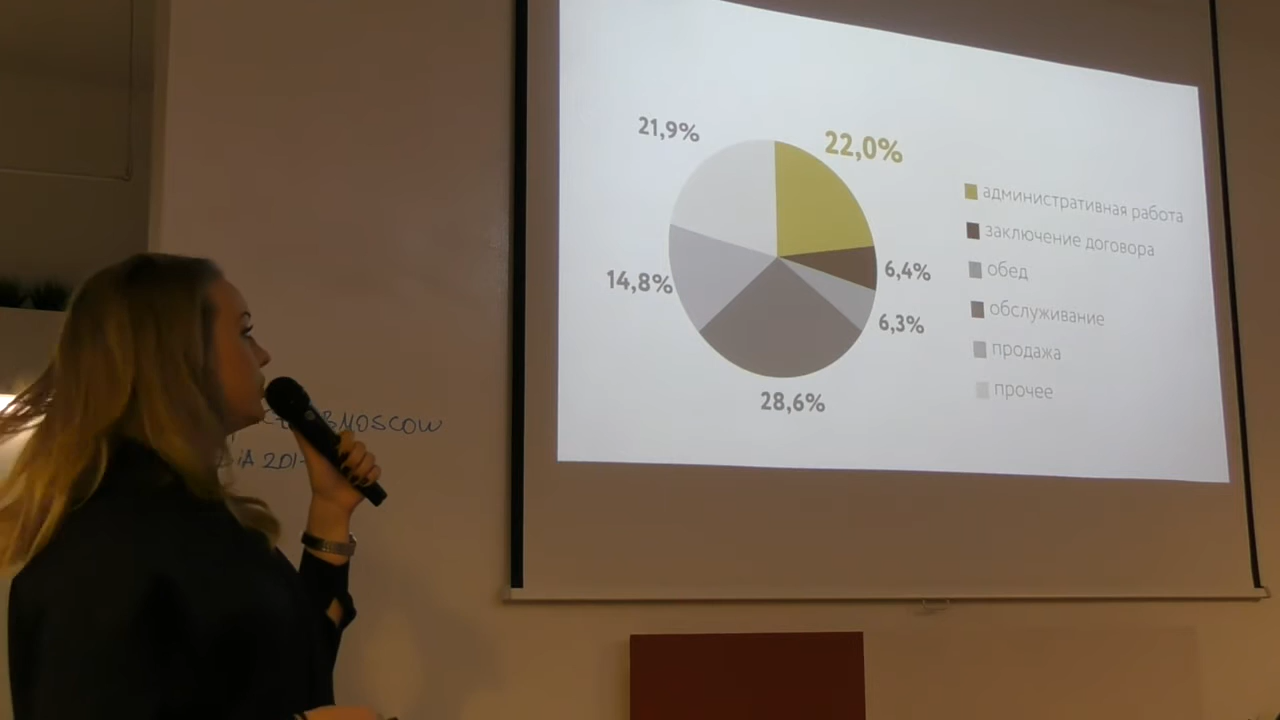 21,9%
22,0%
14,8%
6,4%
6,3%
28,6%
административная работа
заключение договора
обед
обслуживание
продажа
прочее
MOSCOW